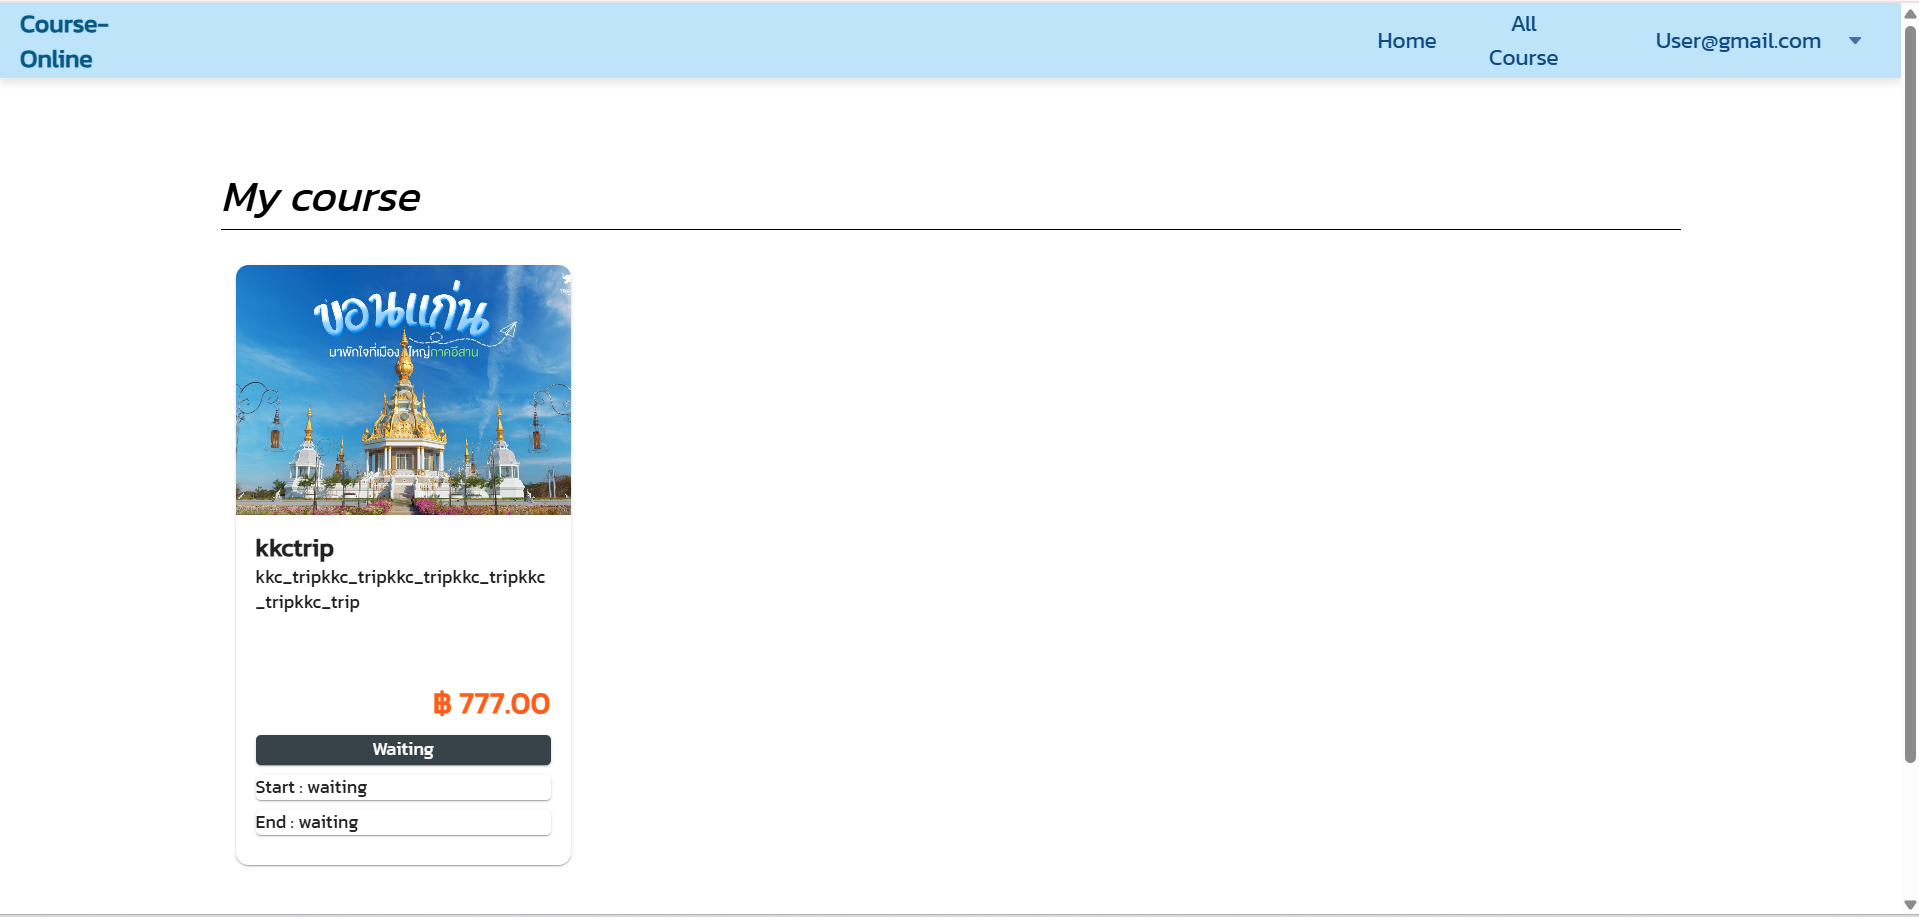 Course-
Online
Home
All
Course
User@gmail.com
My course
ขอนแก่น
มาพักใจที่เมือง ใหญ่ภาคอีสาน
kkctrip
kkc_tripkkc_tripkkc_tripkkc_tripkkc
_tripkkc_trip
฿ 777.00
Waiting
Start : waiting
End : waiting